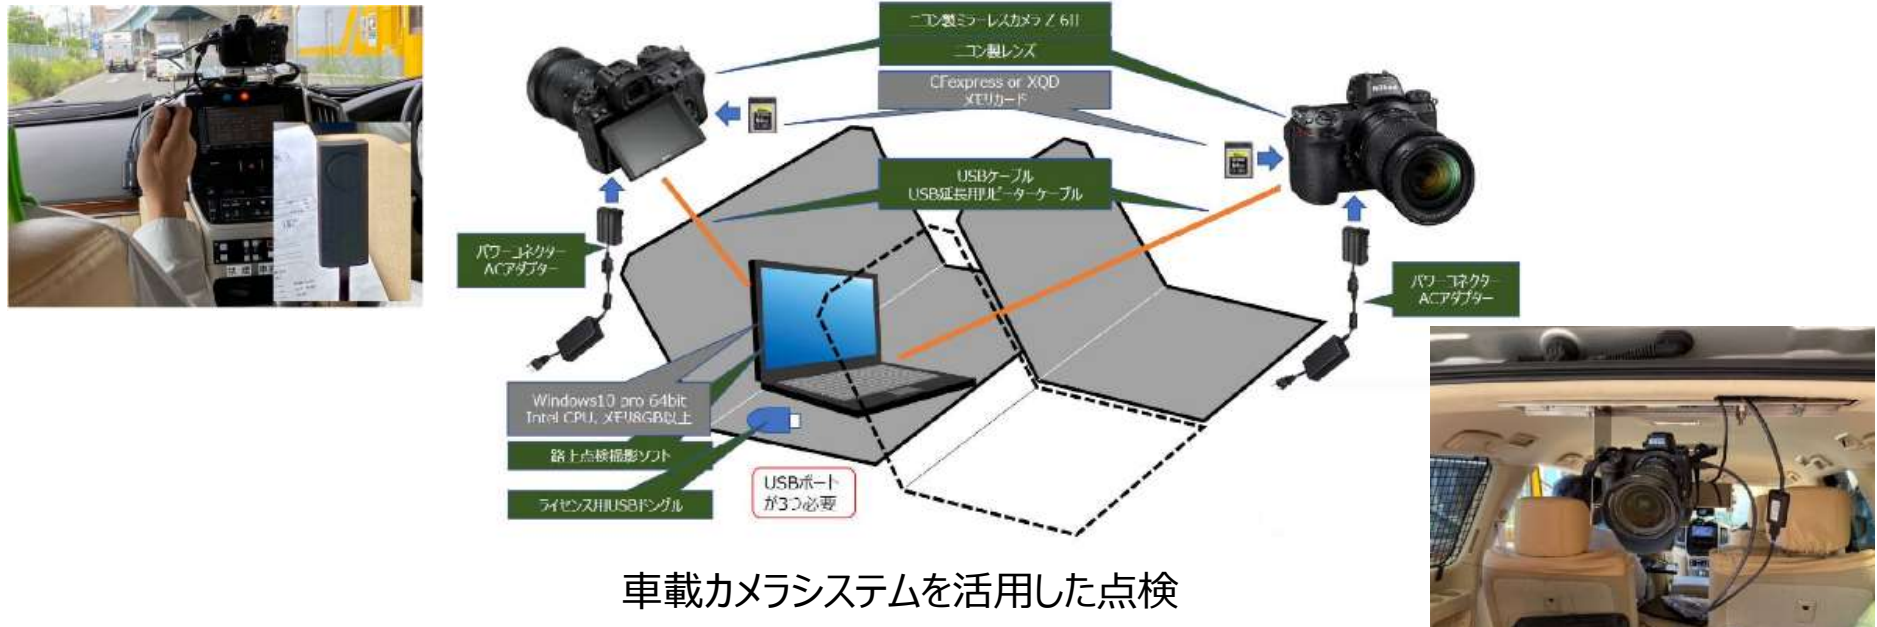 ニコン製ミラーレスカメラ Z 6II
ニコン製レンズ
CFexpress or XQD
メモリカード
USBケーブル
USB延長用リピーターケーブル
パワーコネクター
ACアダプター
パワーコネクター
ACアダプター
Windows10 pro 64bit
Intel CPU, メモリ8GB以上
路上点検撮影ソフト
ライセンス用USBドングル
USBポート
が3つ必要
Nikon
禁煙
車載カメラシステムを活用した点検